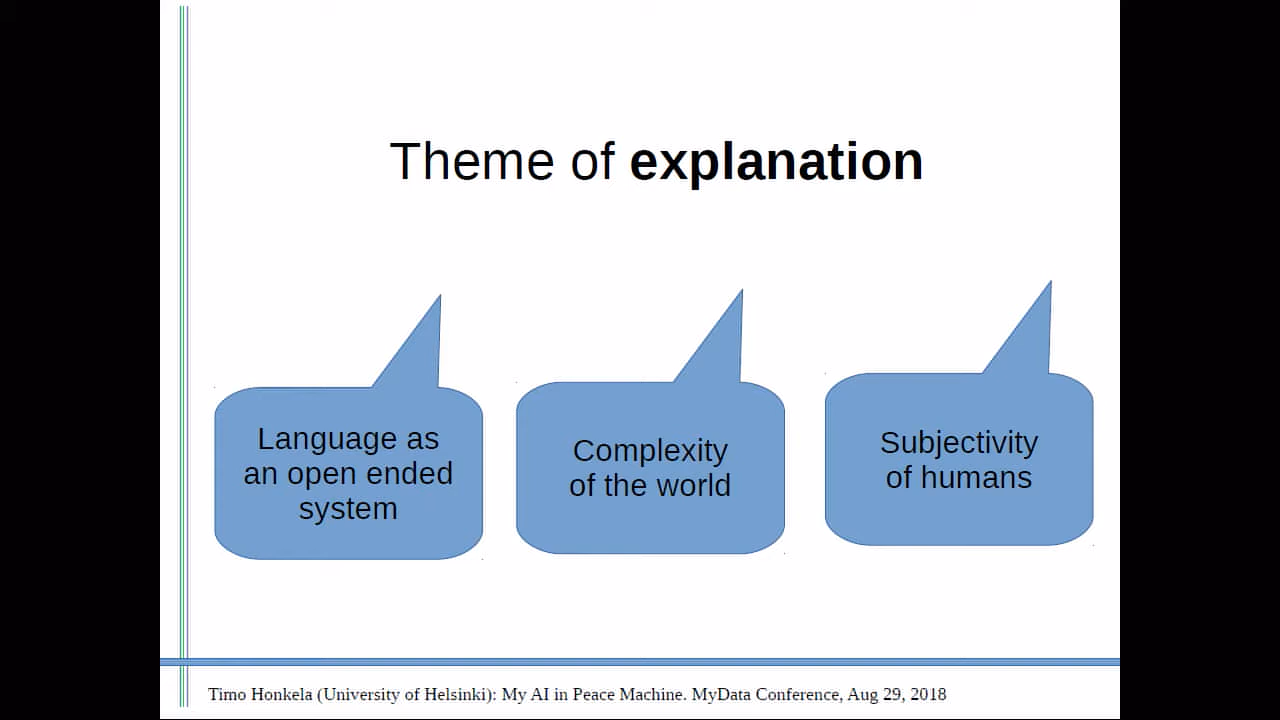 Theme of explanation
Language as
an open ended
system
Complexity
of the world
Subjectivity
of humans
Timo Honkela (University of Helsinki): My AI in Peace Machine. MyData Conference, Aug 29, 2018